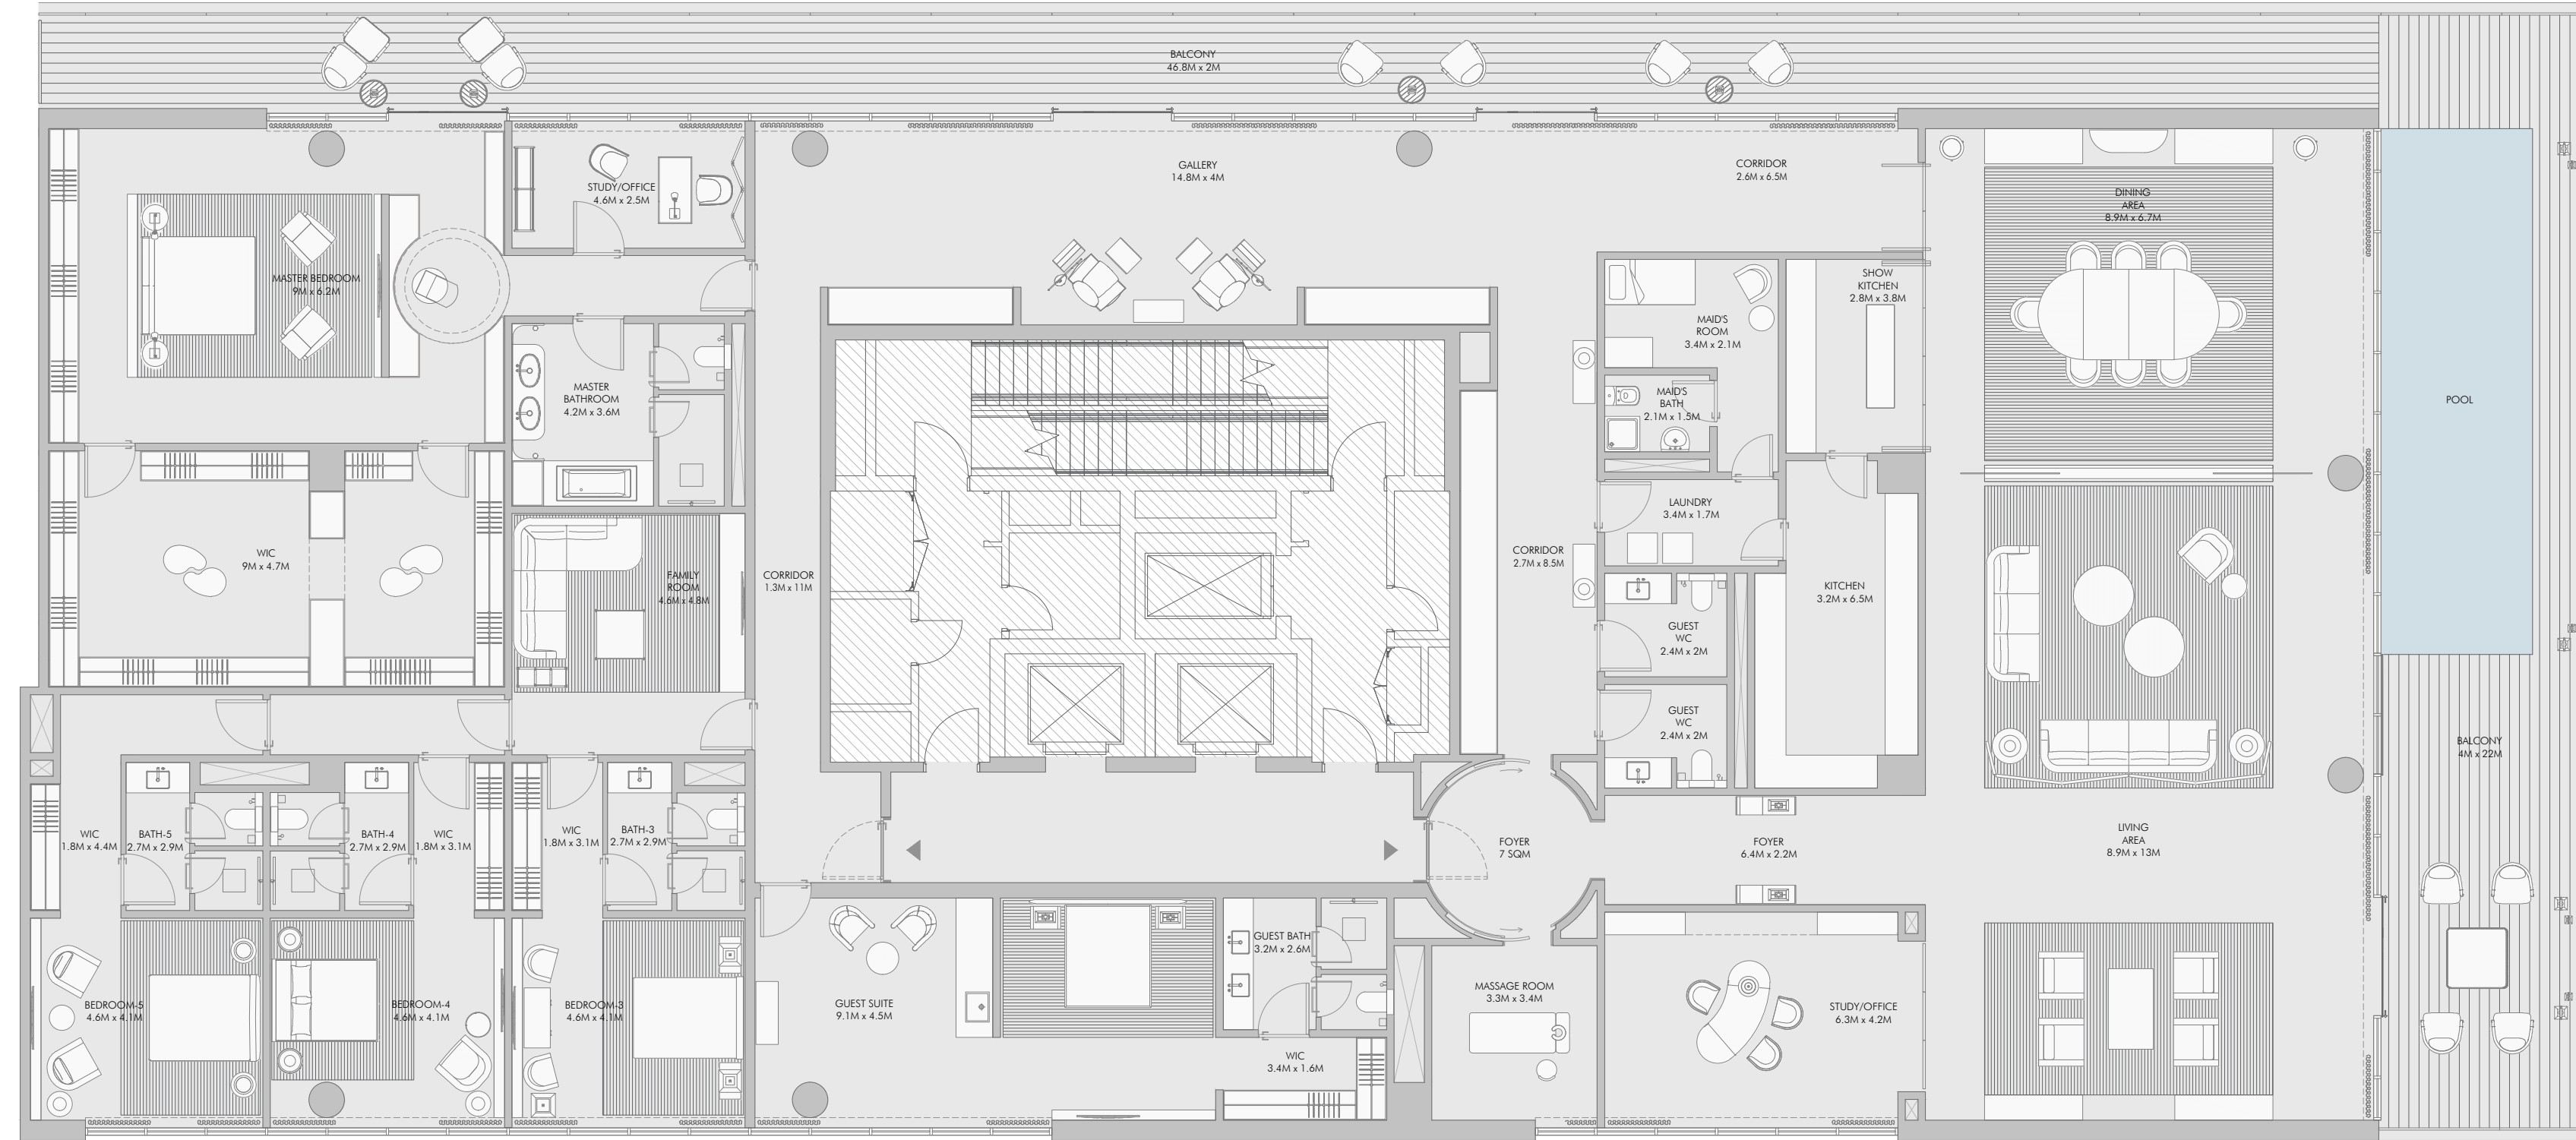 BALCONY
46.8M x 2M
GALLERY
14.8M x 4M
CORRIDOR
2.6M x 6.5M
STUDY/OFFICE
4.6M x 2.5M
DINING
AREA
8.9M x 6.7M
MASTER BEDROOM
9M x 6.2M
SHOW
KITCHEN
2.8M x 3.8M
MAID'S
ROOM
3.4M x 2.1M
MASTER
BATHROOM
4.2M x 3.6M
MAID'S
BATH
2.1M x 1.5M
POOL
LAUNDRY
3.4M x 1.7M
WIC
9M x 4.7M
FAMILY
ROOM
4.6M x 4.8M
CORRIDOR
1.3M x 11M
CORRIDOR
2.7M x 8.5M
KITCHEN
3.2M x 6.5M
GUEST
WC
2.4M x 2M
GUEST
WC
2.4M x 2M
BALCONY
4M x 22M
WIC
1.8M x 4.4M
BATH-5
2.7M x 2.9M
BATH-4
2.7M x 2.9M
WIC
1.8M x 3.1M
WIC
1.8M x 3.1M
BATH-3
2.7M x 2.9M
FOYER
7 SQM
FOYER
6.4M x 2.2M
LIVING
AREA
8.9M x 13M
GUEST BATH
3.2M x 2.6M
BEDROOM-5
4.6M x 4.1M
BEDROOM-4
4.6M x 4.1M
BEDROOM-3
4.6M x 4.1M
GUEST SUITE
9.1M x 4.5M
MASSAGE ROOM
3.3M x 3.4M
STUDY/OFFICE
6.3M x 4.2M
WIC
3.4M x 1.6M